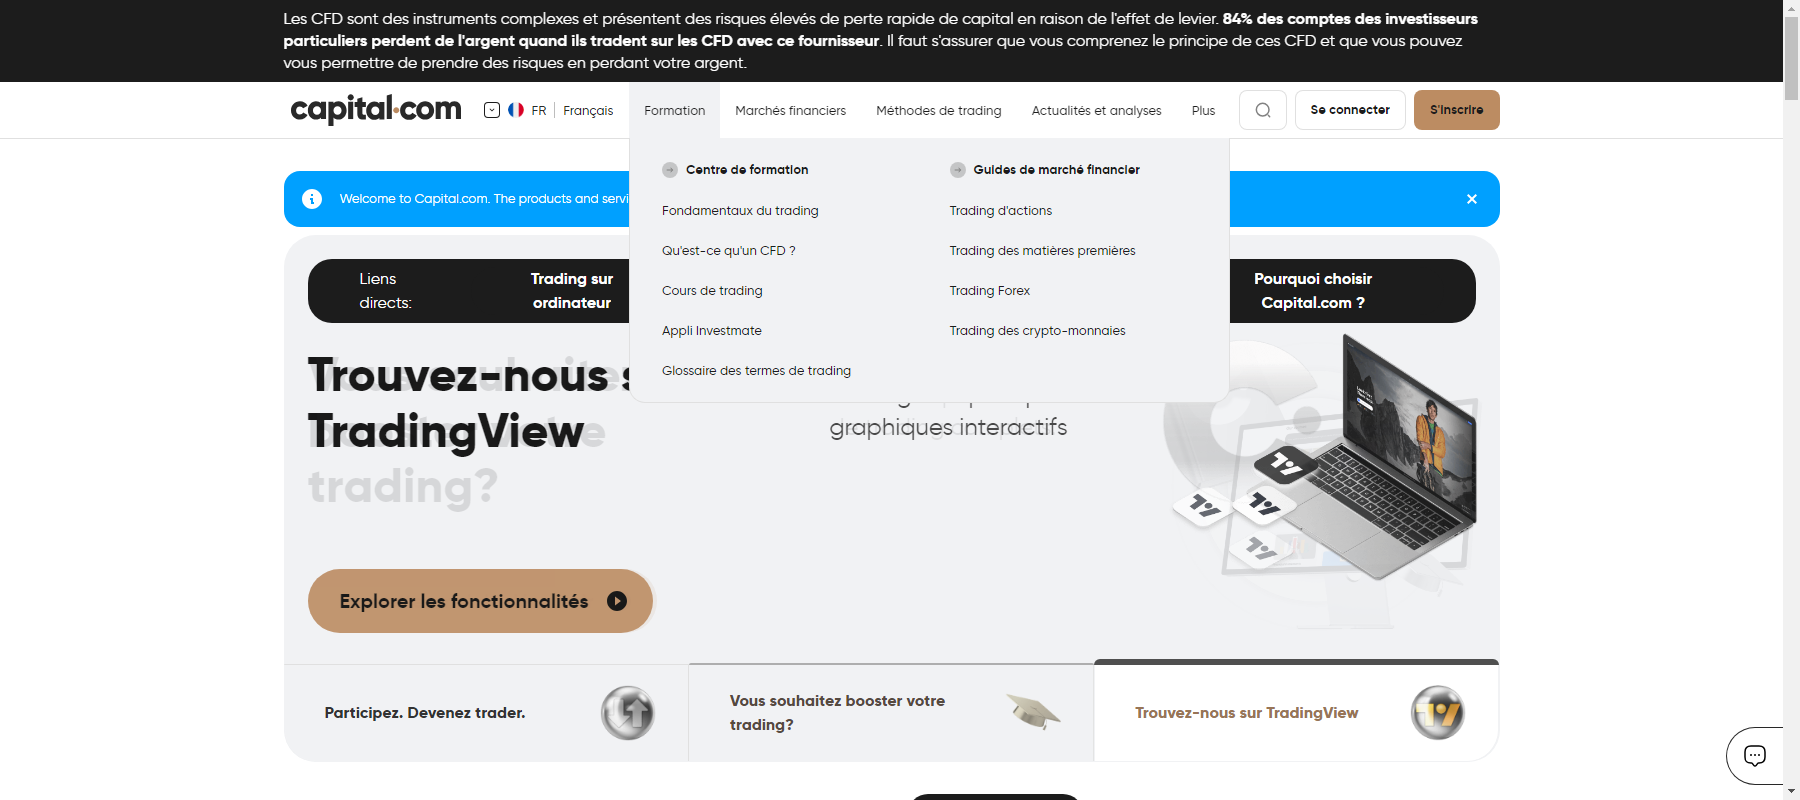 Les CFD sont des instruments complexes et présentent des risques élevés de perte rapide de capital en raison de l'effet de levier. 84% des comptes des investisseurs
particuliers perdent de l'argent quand ils tradent sur les CFD avec ce fournisseur. Il faut s'assurer que vous comprenez le principe de ces CFD et que vous pouvez
vous permettre de prendre des risques en perdant votre argent.
capital.com
FR | Français
Formation
Marchés financiers
Méthodes de trading
Actualités et analyses
Plus
Se connecter
S'inscrire
Centre de formation
Guides de marché financier
Welcome to Capital.com. The products and servi
Fondamentaux du trading
Trading d'actions
Qu'est-ce qu'un CFD ?
Trading des matières premières
Cours de trading
Trading Forex
Appli Investmate
Trading des crypto-monnaies
Glossaire des termes de trading
Liens
directs:
Trading sur
ordinateur
Pourquoi choisir
Capital.com ?
Trouvez-nous s
TradingView
trading?
graphiques interactifs
Explorer les fonctionnalités
Participez. Devenez trader.
Vous souhaitez booster votre
trading?
Trouvez-nous sur TradingView